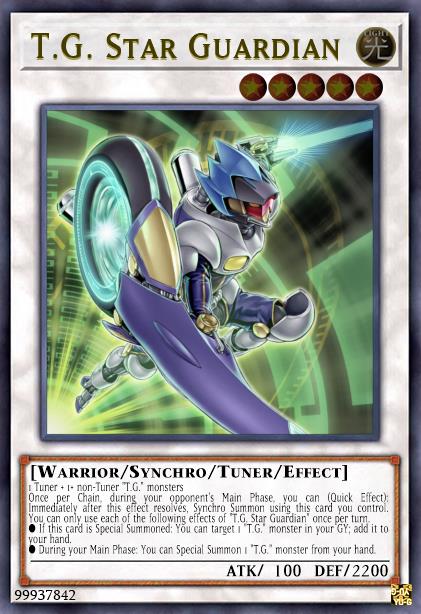 T.G. STAR GUARDIAN
LIGHT
光
[WARRIOR/SYNCHRO/TUNER/EFFECT]
1 Tuner + 1+ non-Tuner "T.G." monsters
Once per Chain, during your opponent's Main Phase, you can (Quick Effect):
Immediately after this effect resolves, Synchro Summon using this card you control.
You can only use each of the following effects of "T.G. Star Guardian" once per turn.
● If this card is Special Summoned: You can target 1 "T.G." monster in your GY; add it to
your hand.
● During your Main Phase: You can Special Summon 1 "T.G." monster from your hand.
ATK/ 100 DEF/2200
99937842